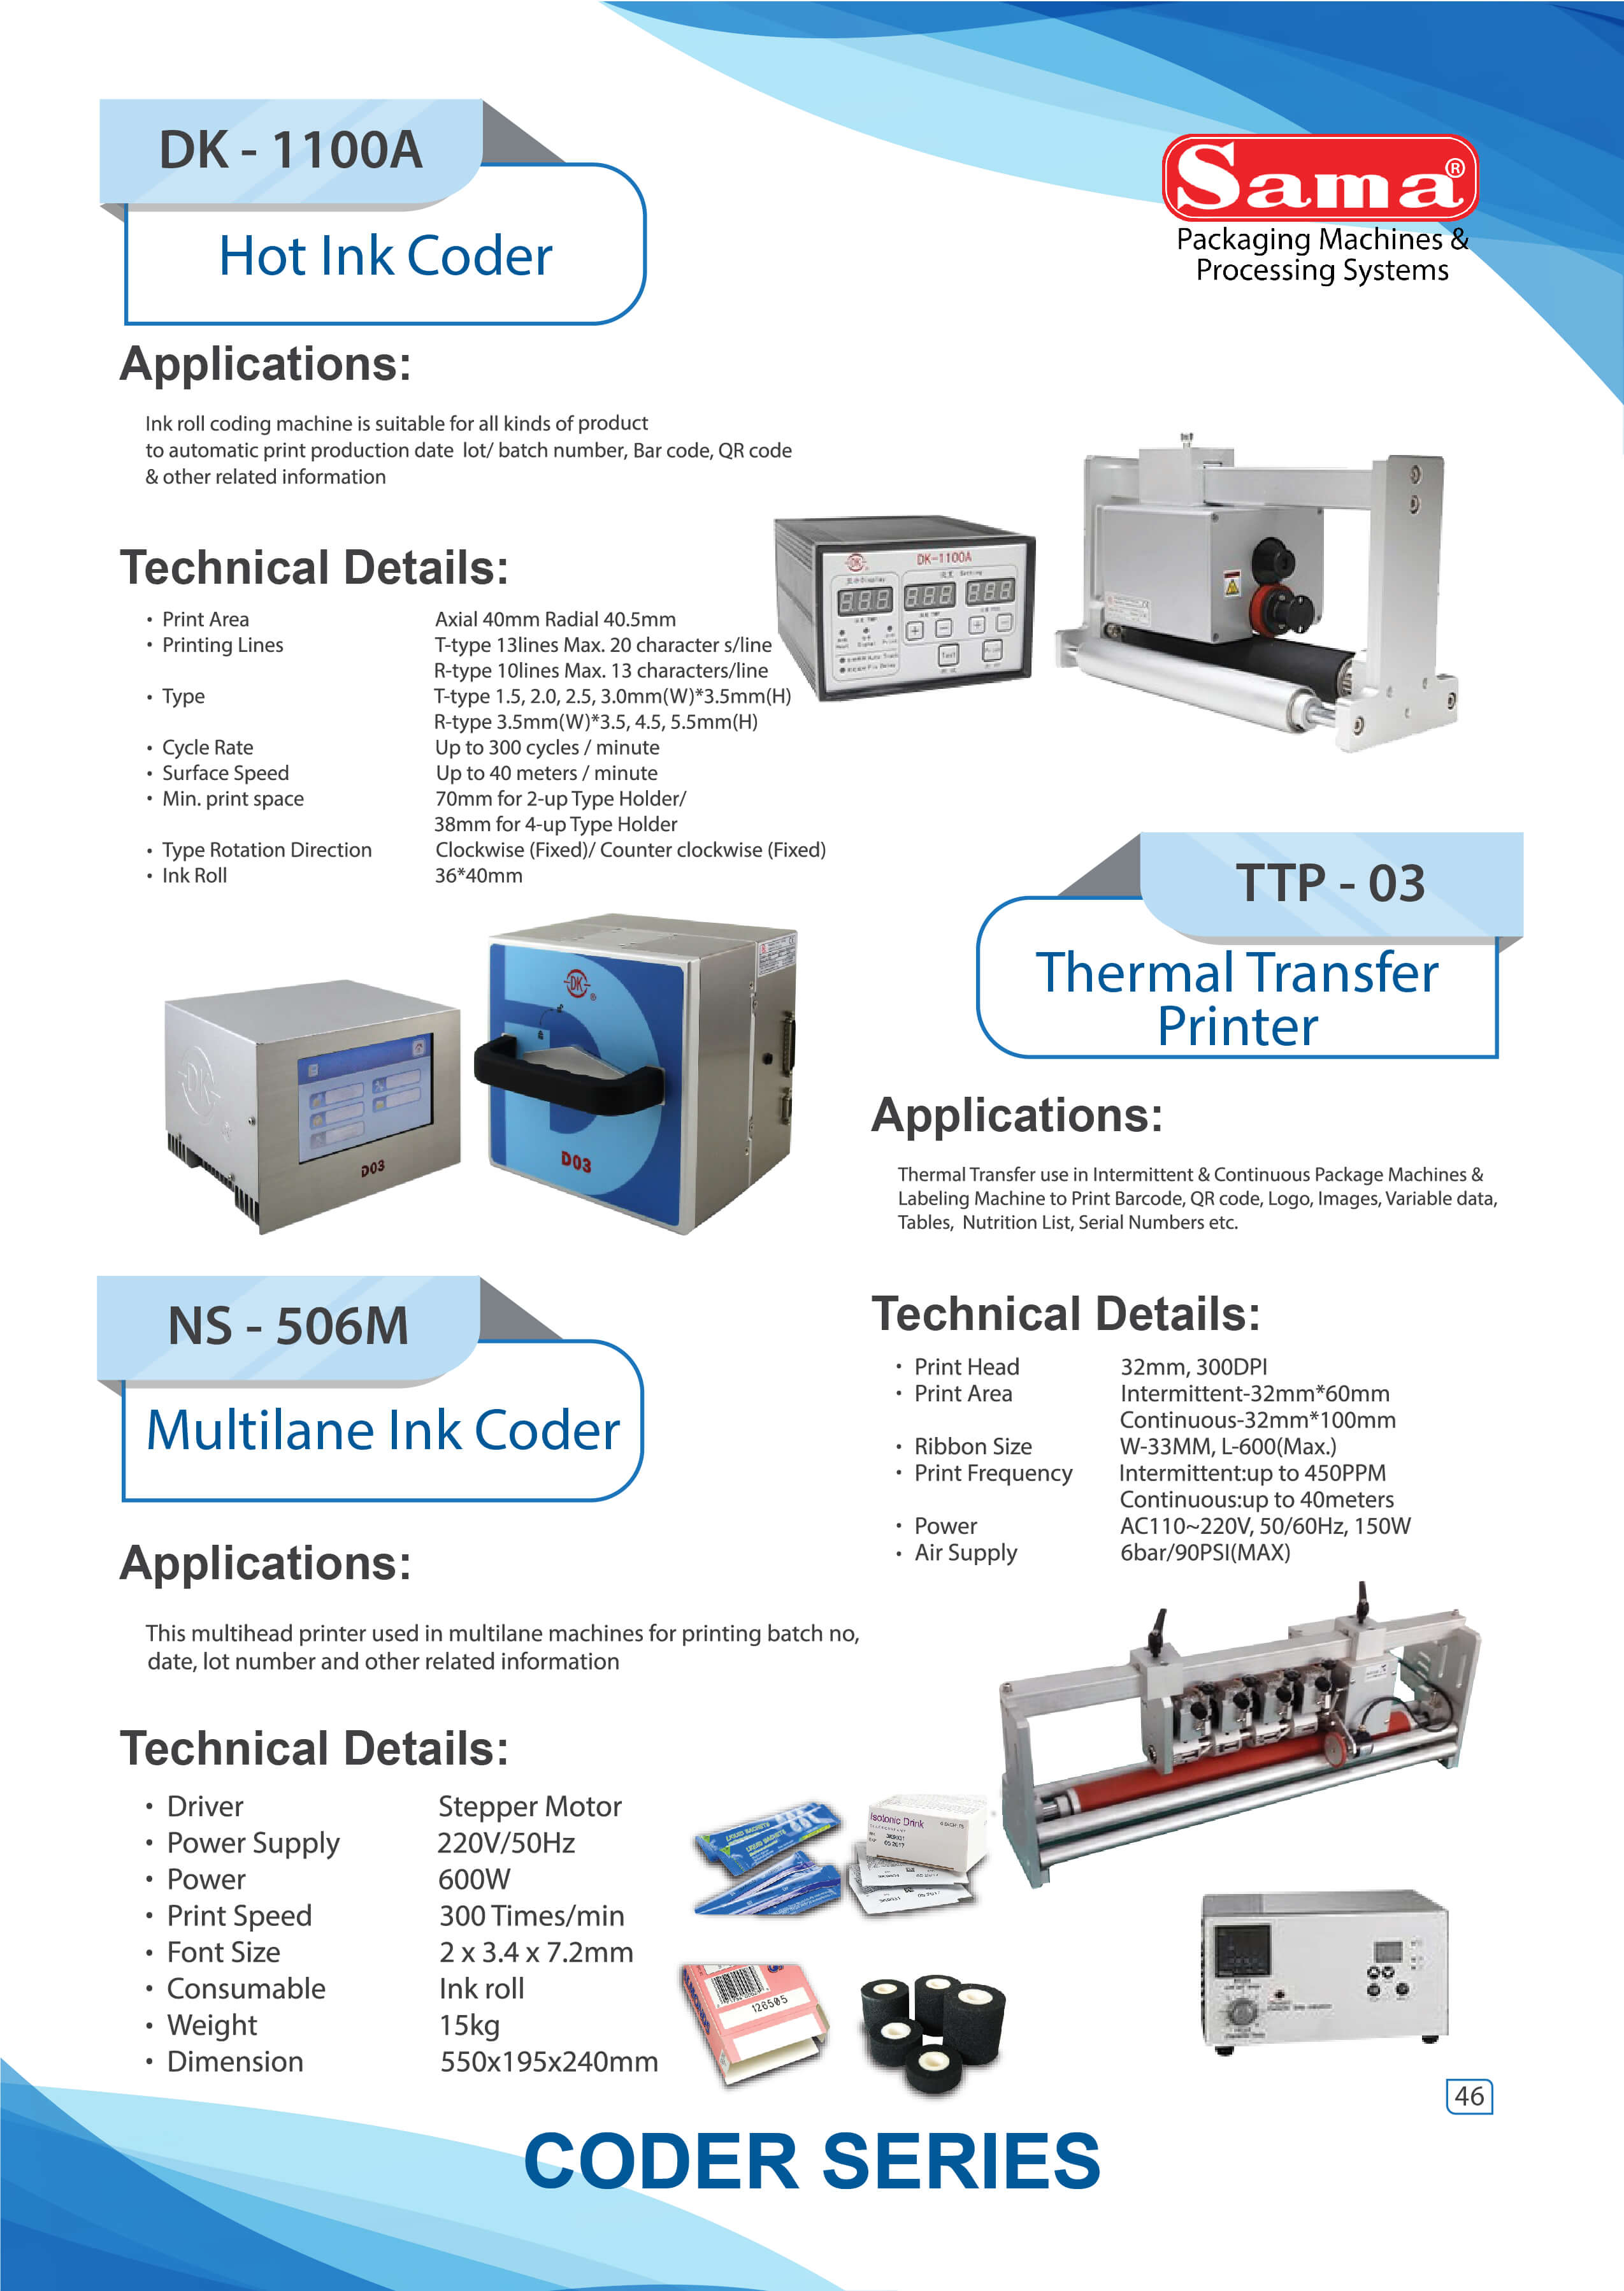 DK - 1100A
Hot Ink Coder
Sama®
Packaging Machines &
Processing Systems
Applications:
Ink roll coding machine is suitable for all kinds of product
to automatic print production date lot/ batch number, Bar code, QR code
& other related information
Technical Details:
• Print Area Axial 40mm Radial 40.5mm
• Printing Lines T-type 13lines Max. 20 character s/line
R-type 10lines Max. 13 characters/line
• Type T-type 1.5, 2.0, 2.5, 3.0mm(W)*3.5mm(H)
R-type 3.5mm(W)*3.5, 4.5, 5.5mm(H)
• Cycle Rate Up to 300 cycles / minute
• Surface Speed Up to 40 meters / minute
• Min. print space 70mm for 2-up Type Holder/
38mm for 4-up Type Holder
• Type Rotation Direction Clockwise (Fixed)/ Counter clockwise (Fixed)
• Ink Roll 36*40mm
DK
DK-1100A
Display
Setting
Test
DK
D03
DK
D03
TTP - 03
Thermal Transfer
Printer
Applications:
Thermal Transfer use in Intermittent & Continuous Package Machines &
Labeling Machine to Print Barcode, QR code, Logo, Images, Variable data,
Tables, Nutrition List, Serial Numbers etc.
Technical Details:
• Print Head 32mm, 300DPI
• Print Area Intermittent-32mm*60mm
Continuous-32mm*100mm
• Ribbon Size W-33MM, L-600(Max.)
• Print Frequency Intermittent:up to 450PPM
Continuous:up to 40meters
• Power AC110~220V, 50/60Hz, 150W
• Air Supply 6bar/90PSI(MAX)
NS - 506M
Multilane Ink Coder
Applications:
This multihead printer used in multilane machines for printing batch no,
date, lot number and other related information
Technical Details:
• Driver Stepper Motor
• Power Supply 220V/50Hz
• Power 600W
• Print Speed 300 Times/min
• Font Size 2 x 3.4 x 7.2mm
• Consumable Ink roll
• Weight 15kg
• Dimension 550x195x240mm
LIQUID SACHETS
Isotonic Drink
3K9001
05 2017
126505
46
CODER SERIES